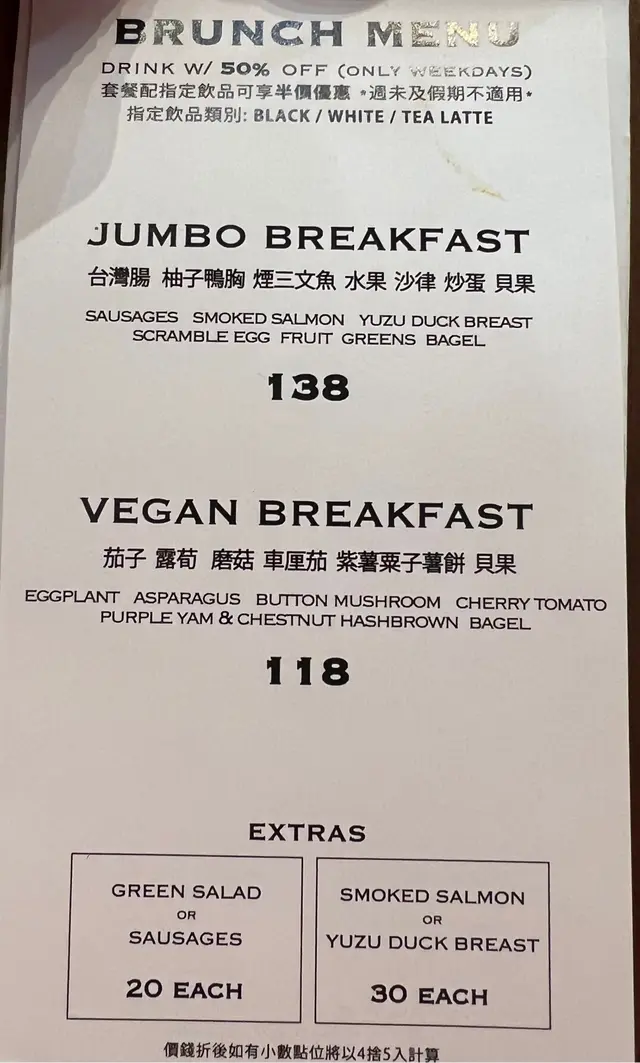 BRUNCH MENU
DRINK W/ 50% OFF (ONLY WEEKDAYS)
套餐配指定飲品可享半價優惠 *週末及假期不適用*
指定飲品類別: BLACK / WHITE / TEA LATTE
JUMBO BREAKFAST
台灣腸 柚子鴨胸 煙三文魚 水果 沙律 炒蛋 貝果
SAUSAGES SMOKED SALMON YUZU DUCK BREAST
SCRAMBLE EGG FRUIT GREENS BAGEL
138
VEGAN BREAKFAST
茄子 露荀 磨菇 車厘茄 紫薯粟子薯餅 貝果
EGGPLANT ASPARAGUS BUTTON MUSHROOM CHERRY TOMATO
PURPLE YAM & CHESTNUT HASHBROWN BAGEL
118
EXTRAS
GREEN SALAD
OR
SAUSAGES
20 EACH
SMOKED SALMON
OR
YUZU DUCK BREAST
30 EACH
價錢折後如有小數點位將以4捨5入計算